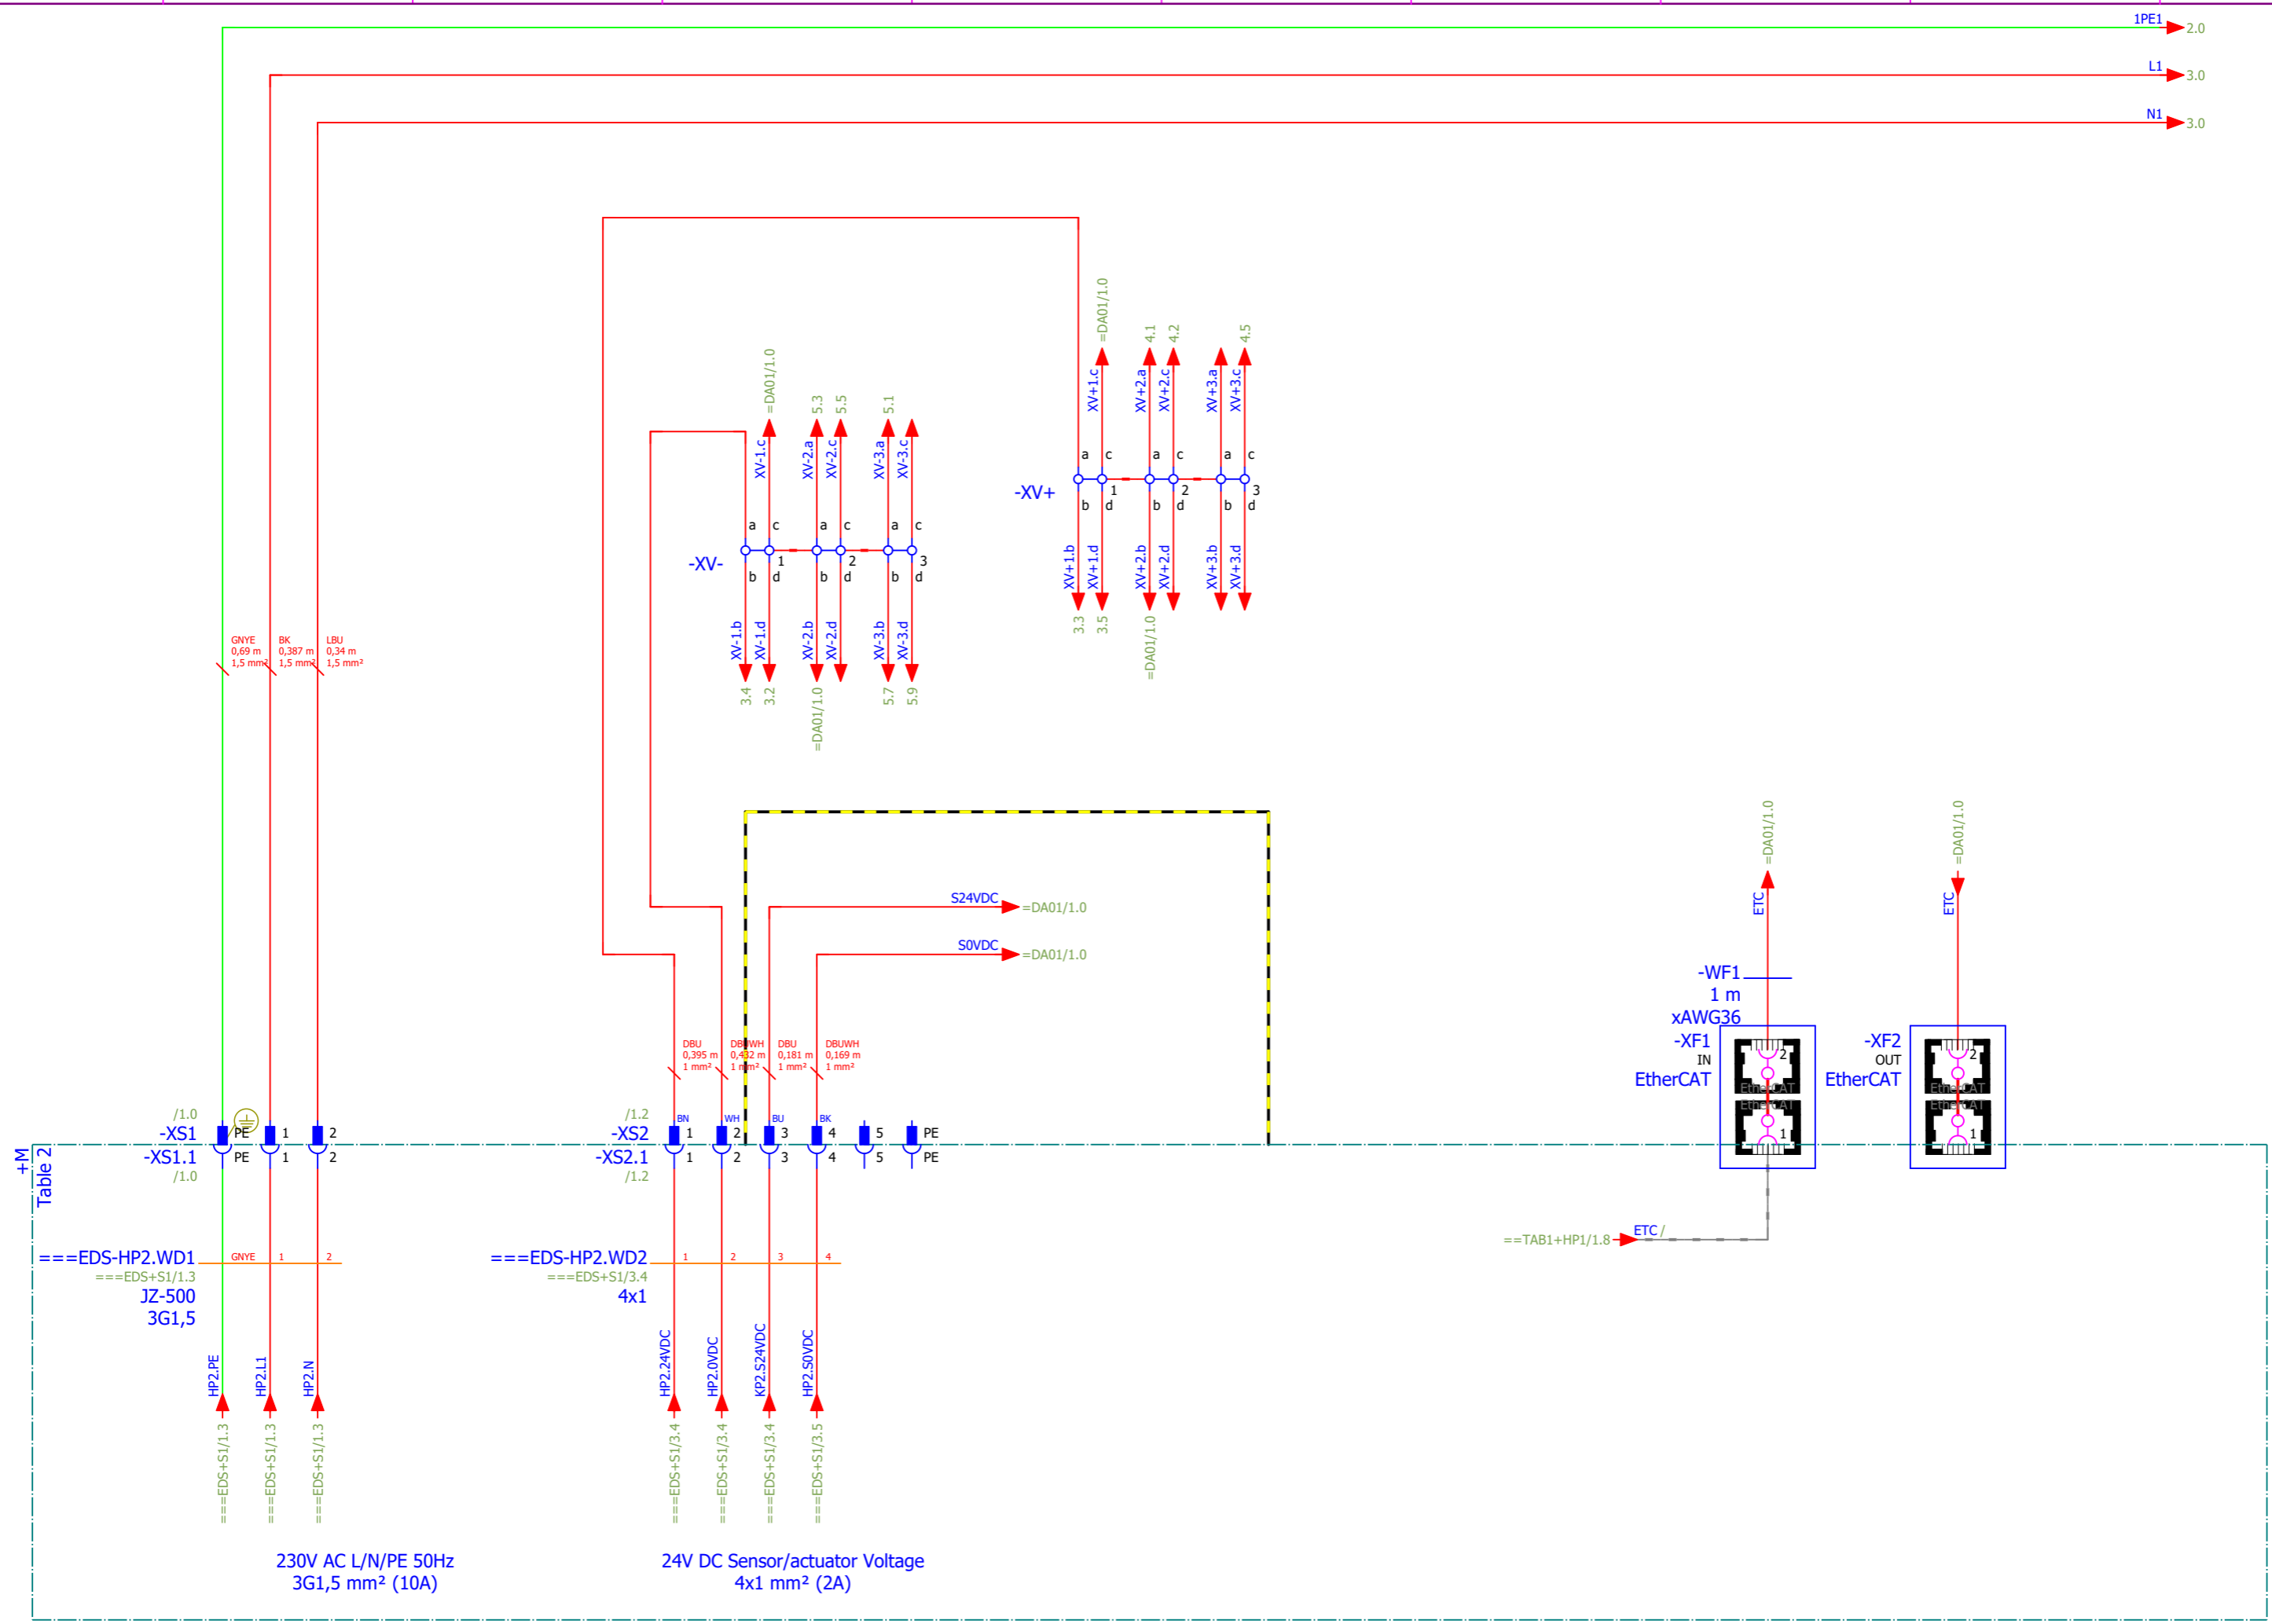 1PE1
2.0
L1
3.0
N1
3.0
=DA01/1.0
4.1
4.2
4.5
XV+1.c
XV+2.a
XV+2.c
XV+3.a
XV+3.c
=DA01/1.0
5.3
5.5
5.1
XV-1.c
XV-2.a
XV-2.c
XV-3.a
XV-3.c
a c a c a c
-XV+
1 2 3
b d b d b d
a c a c a c
-XV-
1 2 3
b d b d b d
XV+1.b
XV+1.d
XV+2.b
XV+2.d
XV+3.b
XV+3.d
3.3
3.5
=DA01/1.0
XV-1.b
XV-1.d
XV-2.b
XV-2.d
XV-3.b
XV-3.d
3.4
3.2
=DA01/1.0
5.7
5.9
GNYE
0,69 m
1,5 mm²
BK
0,387 m
1,5 mm²
LBU
0,34 m
1,5 mm²
S24VDC
=DA01/1.0
S0VDC
=DA01/1.0
=DA01/1.0
=DA01/1.0
ETC
ETC
DBU
0,395 m
1 mm²
DBUWH
0,432 m
1 mm²
DBU
0,181 m
1 mm²
DBUWH
0,169 m
1 mm²
-WF1
1 m
xAWG36
-XF1
IN
EtherCAT
2
EtherCAT
EtherCAT
1
-XF2
OUT
EtherCAT
2
EtherCAT
EtherCAT
1
/1.0
-XS1
PE 1 2
-XS1.1
PE 1 2
/1.0
/1.2
BN WH BU BK
-XS2
1 2 3 4 5 PE
-XS2.1
1 2 3 4 5 PE
/1.2
+M
Table 2
==TAB1+HP1/1.8
ETC /
===EDS-HP2.WD1
GNYE 1 2
===EDS+S1/1.3
JZ-500
3G1,5
===EDS-HP2.WD2
1 2 3 4
===EDS+S1/3.4
4x1
HP2.PE
HP2.L1
HP2.N
HP2.24VDC
HP2.0VDC
KP2.S24VDC
HP2.S0VDC
===EDS+S1/1.3
===EDS+S1/1.3
===EDS+S1/1.3
===EDS+S1/3.4
===EDS+S1/3.4
===EDS+S1/3.4
===EDS+S1/3.5
230V AC L/N/PE 50Hz
3G1,5 mm² (10A)
24V DC Sensor/actuator Voltage
4x1 mm² (2A)